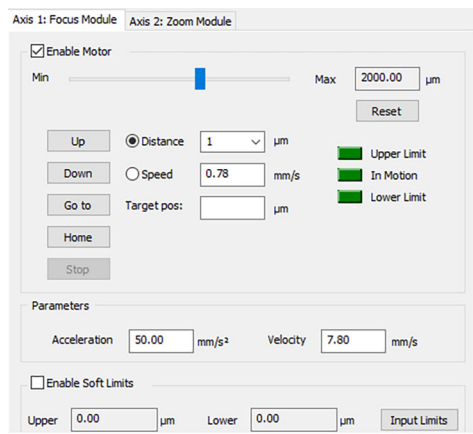 Axis 1: Focus Module Axis 2: Zoom Module
Enable Motor
Min Max 2000.00 µm
Reset
Up Distance 1 µm
Upper Limit
Down Speed 0.78 mm/s
In Motion
Go to Target pos: µm
Lower Limit
Home
Stop
Parameters
Acceleration 50.00 mm/s² Velocity 7.80 mm/s
Enable Soft Limits
Upper 0.00 µm Lower 0.00 µm Input Limits